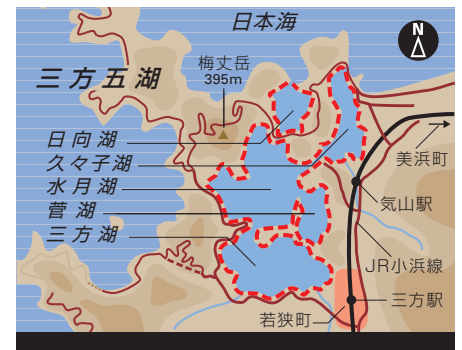 日本海
N
三方五湖
梅丈岳
395m
日向湖
久々子湖
水月湖
菅湖
三方湖
美浜町
気山駅
JR小浜線
三方駅
若狭町